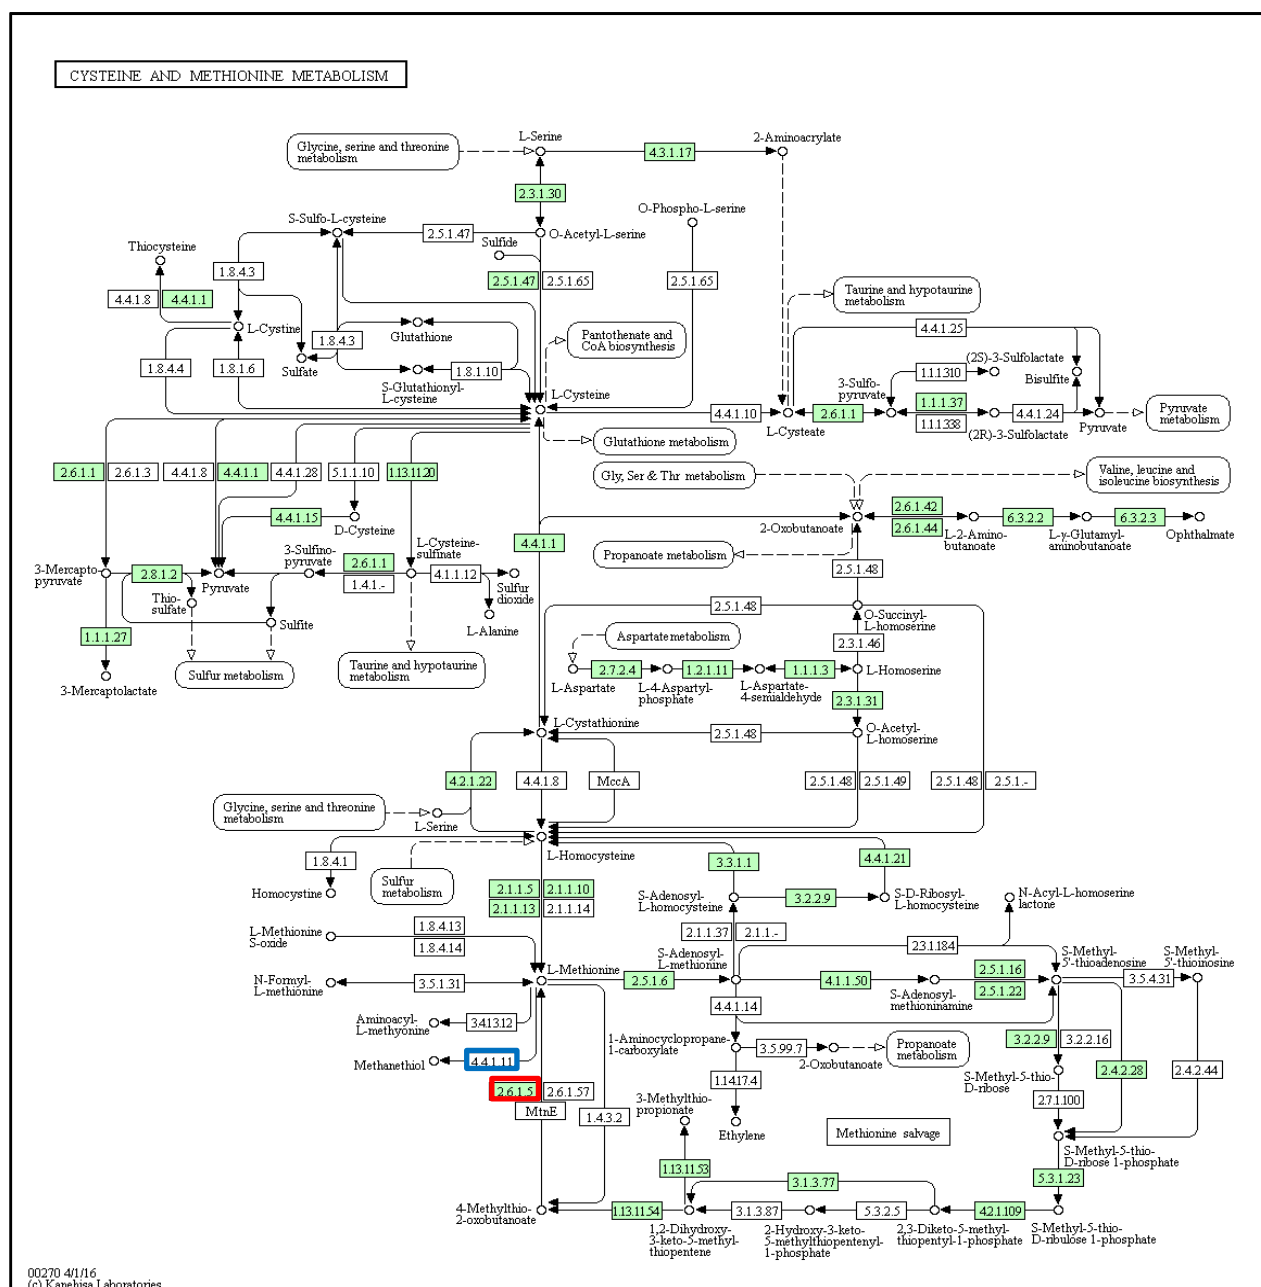 CYSTEINE AND METHIONINE METABOLISM
Glycine, serine and threonine
metabolism
L-Serine
4.3.1.17
2-Aminoacrylate
2.3.1.30
O-Phospho-L-serine
S-Sulfo-L-cysteine
2.5.1.47
O-Acetyl-L-serine
Sulfide
Thiocysteine
1.8.4.3
4.4.1.8
4.4.1.1
2.5.1.47
2.5.1.65
2.5.1.65
Taurine and hypotaurine
metabolism
L-Cystine
Glutathione
1.8.4.3
Sulfate
Pantothenate and
CoA biosynthesis
4.4.1.25
1.8.4.4
1.8.1.6
1.8.1.10
S-Glutathionyl-
L-cysteine
L-Cysteine
(2S)-3-Sulfolactate
1.1.1.310
Bisulfite
3-Sulfo-
pyruvate
4.4.1.10
L-Cysteate
2.6.1.1
1.1.1.37
1.1.1.338
4.4.1.24
(2R)-3-Sulfolactate
Pyruvate
Pyruvate
metabolism
Glutathione metabolism
2.6.1.1
2.6.1.3
4.4.1.8
4.4.1.1
4.4.1.28
5.1.1.10
1.13.11.20
Gly, Ser & Thr metabolism
Valine, leucine and
isoleucine biosynthesis
4.4.1.15
D-Cysteine
2-Oxobutanoate
2.6.1.42
2.6.1.44
L-2-Amino-
butanoate
6.3.2.2
L-γ-Glutamyl-
aminobutanoate
6.3.2.3
Ophthalmate
4.4.1.1
Propanoate metabolism
3-Mercapto
pyruvate
2.8.1.2
Pyruvate
3-Sulfino-
pyruvate
2.6.1.1
1.4.1.-
L-Cysteine-
sulfinate
4.1.1.12
Sulfur
dioxide
2.5.1.48
Thio-
sulfate
Sulfite
L-Alanine
2.5.1.48
O-Succinyl-
L-homoserine
1.1.1.27
2.3.1.46
Aspartate metabolism
3-Mercaptolactate
Sulfur metabolism
Taurine and hypotaurine
metabolism
L-Aspartate
2.7.2.4
L-4-Aspartyl-
phosphate
1.2.1.11
L-Aspartate-
4-semialdehyde
1.1.1.3
L-Homoserine
2.3.1.31
L-Cystathionine
2.5.1.48
O-Acetyl-
L-homoserine
4.2.1.22
4.4.1.8
MccA
2.5.1.48
2.5.1.49
2.5.1.48
2.5.1.-
Glycine, serine and threonine
metabolism
L-Serine
L-Homocysteine
1.8.4.1
Homocystine
Sulfur
metabolism
3.3.1.1
4.4.1.21
2.1.1.5
2.1.1.10
2.1.1.13
2.1.1.14
S-Adenosyl-
L-homocysteine
3.2.2.9
S-D-Ribosyl-
L-homocysteine
N-Acyl-L-homoserine
lactone
L-Methionine
S-oxide
1.8.4.13
1.8.4.14
2.1.1.37
2.1.1.-
2.3.1.184
N-Formyl-
L-methionine
3.5.1.31
L-Methionine
2.5.1.6
S-Adenosyl-
L-methionine
4.1.1.50
S-Adenosyl-
methioninamine
2.5.1.16
2.5.1.22
S-Methyl-
5'-thioadenosine
3.5.4.31
S-Methyl-
5'-thioinosine
4.4.1.14
Aminoacyl-
L-methyonine
3.4.13.12
Methanethiol
4.4.1.11
1-Aminocyclopropane-
1-carboxylate
3.5.99.7
2-Oxobutanoate
Propanoate
metabolism
3.2.2.9
3.2.2.16
2.4.2.28
2.4.2.44
2.6.1.5
2.6.1.57
MtnE
1.4.3.2
1.14.17.4
Ethylene
S-Methyl-5-thio-
D-ribose
2.7.1.100
3-Methylthio-
propionate
Methionine salvage
S-Methyl-5-thio-
D-ribose 1-phosphate
1.13.11.53
3.1.3.77
5.3.1.23
4-Methylthio-
2-oxobutanoate
1.13.11.54
1,2-Dihydroxy-
3-keto-5-methyl-
thiopentene
3.1.3.87
2-Hydroxy-3-keto-
5-methylthiopentenyl-
1-phosphate
5.3.2.5
2,3-Diketo-5-methyl-
thiopentyl-1-phosphate
4.2.1.109
S-Methyl-5-thio-
D-ribulose 1-phosphate
00270 4/1/16
(c) Kanehisa Laboratories